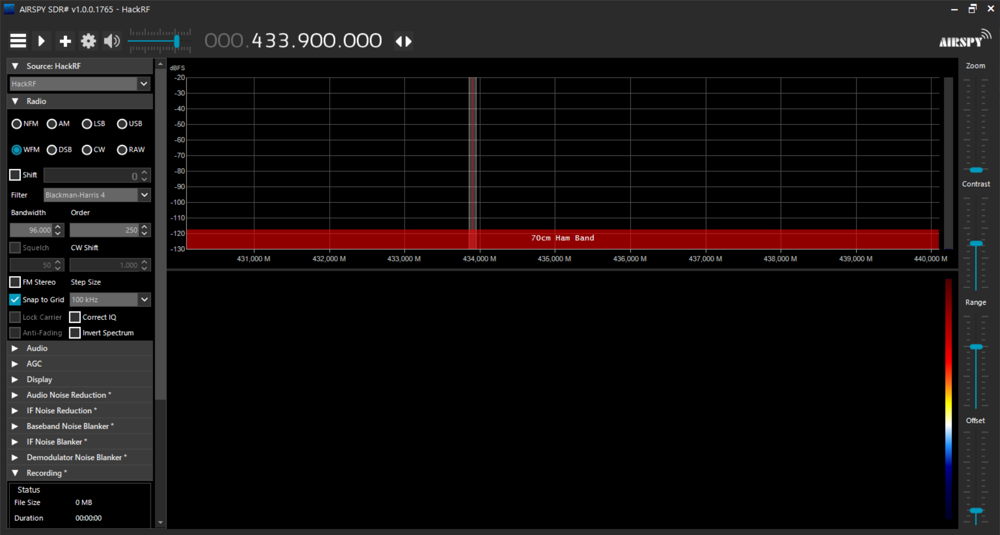 AIRSPY SDR# v1.0.0.1765 - HackRF
000.433.900.000
AIRSPY
Source: HackRF
HackRF
Radio
NFM AM LSB USB
WFM DSB CW RAW
Shift 0
Filter Blackman-Harris 4
Bandwidth Order
96.000 250
Squelch CW Shift
50 1.000
FM Stereo Step Size
Snap to Grid 100 kHz
Lock Carrier Correct IQ
Anti-Fading Invert Spectrum
Audio
AGC
Display
Audio Noise Reduction *
IF Noise Reduction *
Baseband Noise Blanker *
IF Noise Blanker *
Demodulator Noise Blanker *
Recording *
Status
File Size 0 MB
Duration 00:00:00
dBFS
-20
-30
-40
-50
-60
-70
-80
-90
-100
-110
-120
-130
70cm Ham Band
431,000 M 432,000 M 433,000 M 434,000 M 435,000 M 436,000 M 437,000 M 438,000 M 439,000 M 440,000 M
Zoom
Contrast
Range
Offset